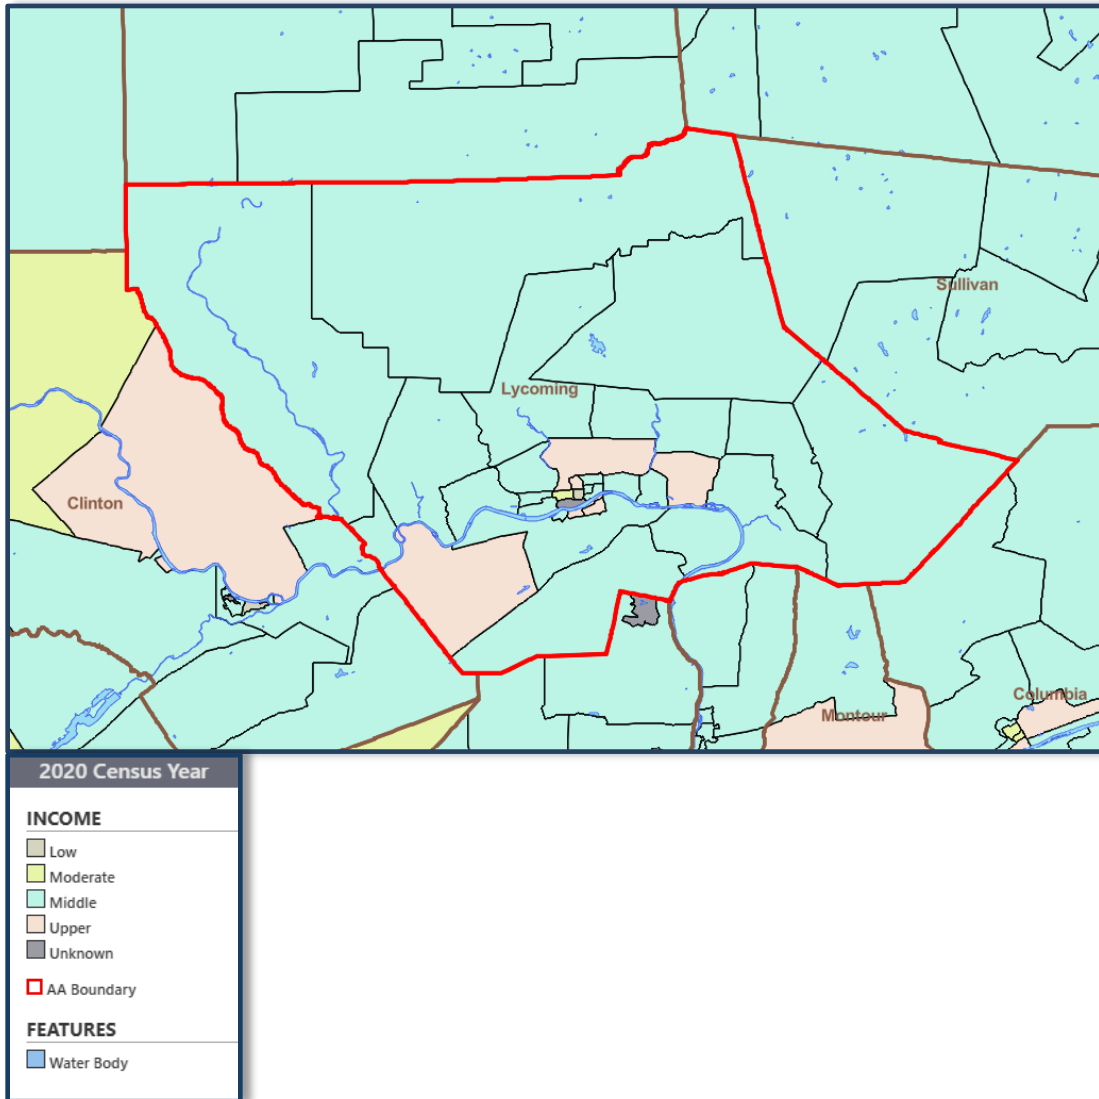 Sullivan
Lycoming
Clinton
Columbia
Montour
2020 Census Year
INCOME
Low
Moderate
Middle
Upper
Unknown
AA Boundary
FEATURES
Water Body